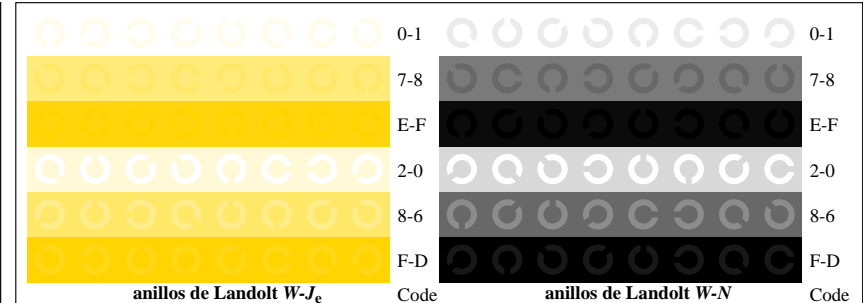 0-1
7-8
E-F
2-0
8-6
F-D
anillos de Landolt W-Je Code
0-1
7-8
E-F
2-0
8-6
F-D
anillos de Landolt W-N Code